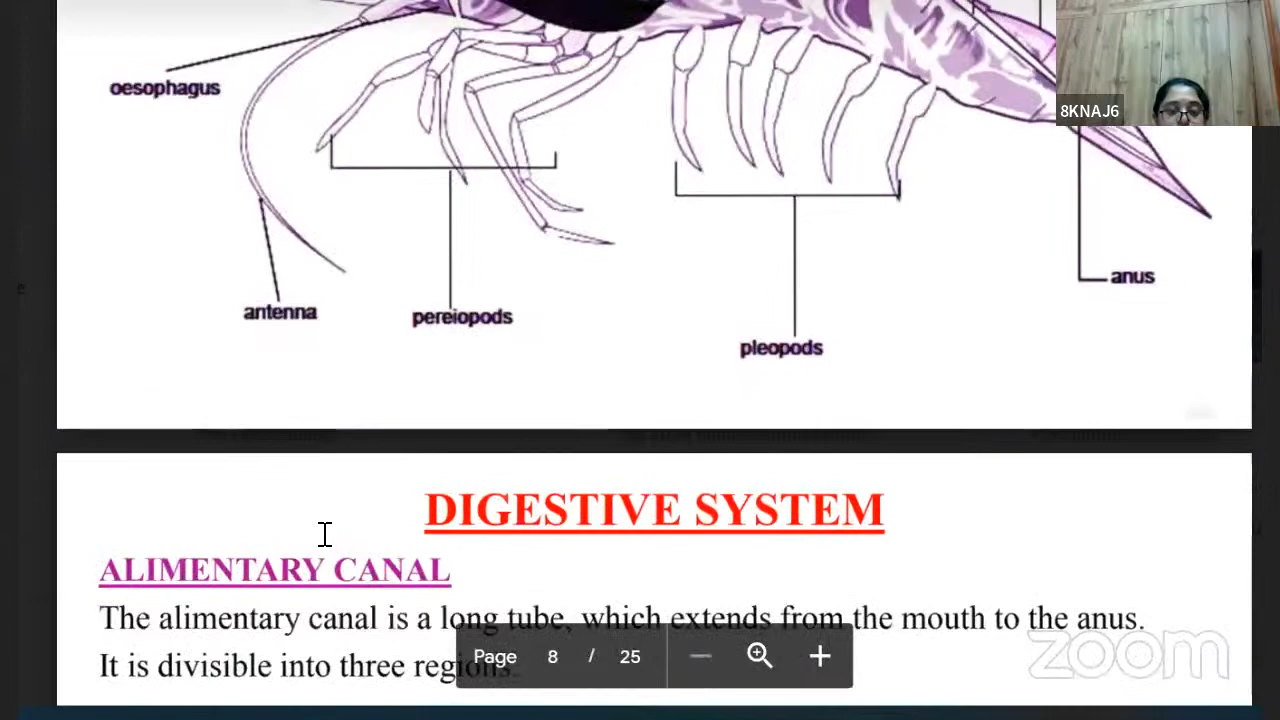 oesophagus
8KNAJ6
anus
antenna
pereiopods
pleopods
DIGESTIVE SYSTEM
ALIMENTARY CANAL
The alimentary canal is a long tube, which extends from the mouth to the anus.
It is divisible into three regions.
Page 8 / 25
zoom